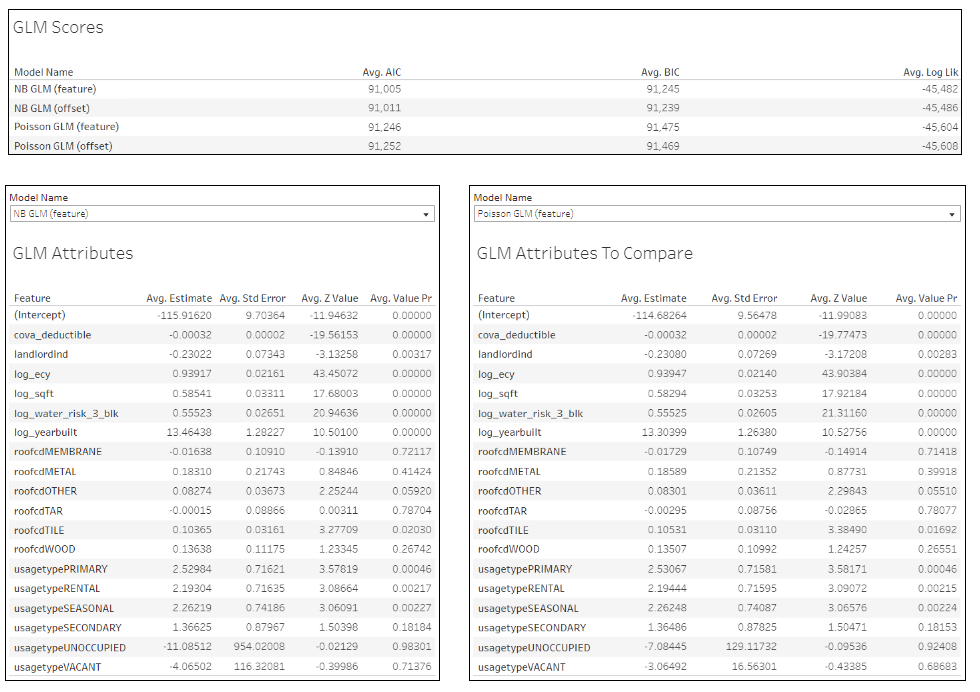 GLM Scores
Model Name Avg. AIC Avg. BIC Avg. Log Lik
NB GLM (feature) 91,005 91,245 -45,482
NB GLM (offset) 91,011 91,239 -45,486
Poisson GLM (feature) 91,246 91,475 -45,604
Poisson GLM (offset) 91,252 91,469 -45,608
Model Name
NB GLM (feature)
GLM Attributes
Feature Avg. Estimate Avg. Std Error Avg. Z Value Avg. Value Pr
(Intercept) -115.91620 9.70364 -11.94632 0.00000
cova_deductible -0.00032 0.00002 -19.56153 0.00000
landlordind -0.23022 0.07343 -3.13258 0.00317
log_ecy 0.93917 0.02161 43.45072 0.00000
log_sqft 0.58541 0.03311 17.68003 0.00000
log_water_risk_3_blk 0.55523 0.02651 20.94636 0.00000
log_yearbuilt 13.46438 1.28227 10.50100 0.00000
roofcdMEMBRANE -0.01638 0.10910 -0.13910 0.72117
roofcdMETAL 0.18310 0.21743 0.84846 0.41424
roofcdOTHER 0.08274 0.03673 2.25244 0.05920
roofcdTAR -0.00015 0.08866 0.00311 0.78704
roofcdTILE 0.10365 0.03161 3.27709 0.02030
roofcdWOOD 0.13638 0.11175 1.23345 0.26742
usagetypePRIMARY 2.52984 0.71621 3.57819 0.00046
usagetypeRENTAL 2.19304 0.71635 3.08664 0.00217
usagetypeSEASONAL 2.26219 0.74186 3.06091 0.00227
usagetypeSECONDARY 1.36625 0.87967 1.50398 0.18184
usagetypeUNOCCUPIED -11.08512 954.02008 -0.02129 0.98301
usagetypeVACANT -4.06502 116.32081 -0.39986 0.71376
Model Name
Poisson GLM (feature)
GLM Attributes To Compare
Feature Avg. Estimate Avg. Std Error Avg. Z Value Avg. Value Pr
(Intercept) -114.68264 9.56478 -11.99083 0.00000
cova_deductible -0.00032 0.00002 -19.77473 0.00000
landlordind -0.23080 0.07269 -3.17208 0.00283
log_ecy 0.93947 0.02140 43.90384 0.00000
log_sqft 0.58294 0.03253 17.92184 0.00000
log_water_risk_3_blk 0.55523 0.02605 21.31160 0.00000
log_yearbuilt 13.30399 1.26380 10.52756 0.00000
roofcdMEMBRANE -0.01729 0.10749 -0.14914 0.71418
roofcdMETAL 0.18589 0.21352 0.87731 0.39918
roofcdOTHER 0.08301 0.03611 2.29843 0.05510
roofcdTAR -0.00295 0.08756 -0.02865 0.78077
roofcdTILE 0.10531 0.03110 3.38490 0.01692
roofcdWOOD 0.13507 0.10992 1.24257 0.26551
usagetypePRIMARY 2.53067 0.71581 3.58171 0.00046
usagetypeRENTAL 2.19444 0.71595 3.09072 0.00215
usagetypeSEASONAL 2.26248 0.74087 3.06576 0.00224
usagetypeSECONDARY 1.36486 0.87825 1.50471 0.18153
usagetypeUNOCCUPIED -7.08445 129.11732 -0.09536 0.92408
usagetypeVACANT -3.06492 16.56301 -0.43385 0.68683